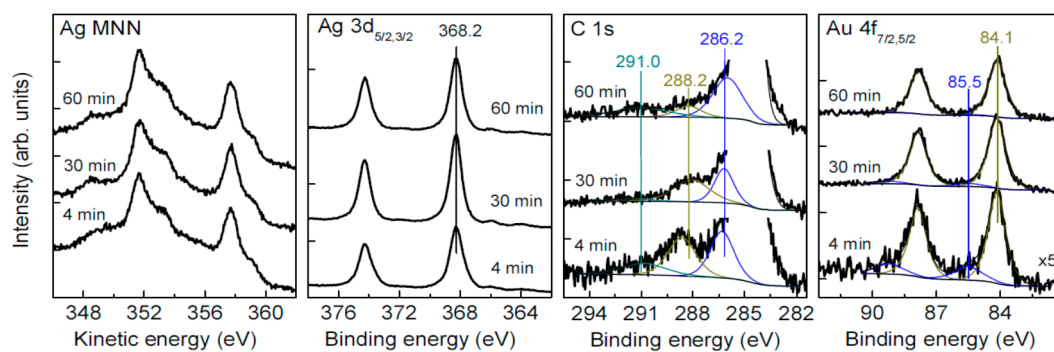 Intensity (arb. units)
Ag MNN
60 min
30 min
4 min
348 352 356 360
Kinetic energy (eV)
Ag 3d5/2,3/2
368.2
60 min
30 min
4 min
376 372 368 364
Binding energy (eV)
C 1s
286.2
291.0
288.2
60 min
30 min
4 min
294 291 288 285 282
Binding energy (eV)
Au 4f7/2,5/2
84.1
85.5
60 min
30 min
4 min
x5
90 87 84
Binding energy (eV)